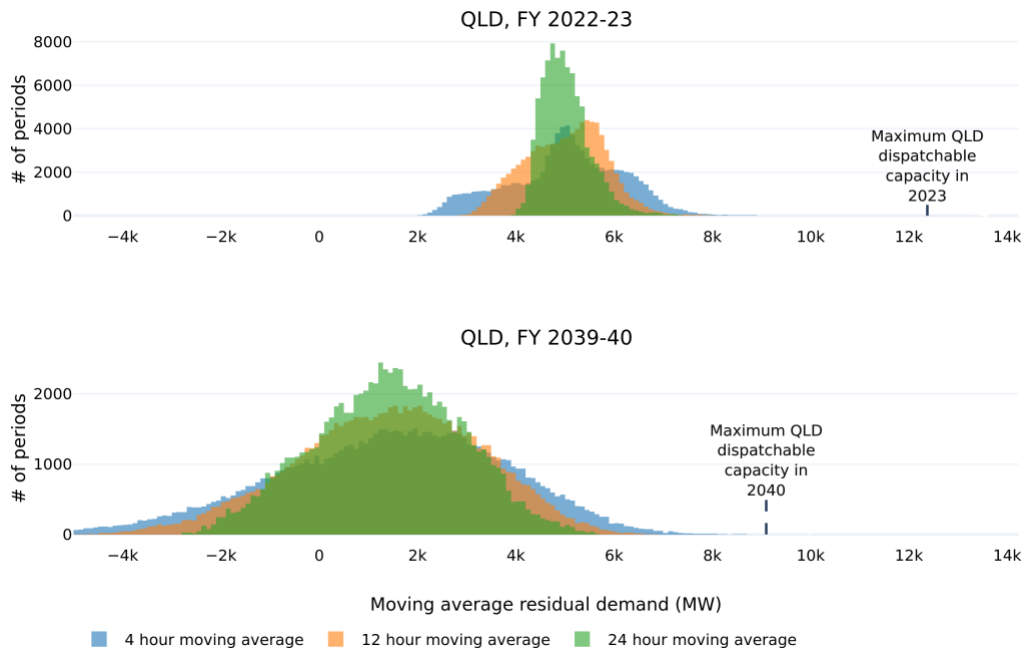 QLD, FY 2022-23
8000
6000
4000
2000
0
# of periods
Maximum QLD
dispatchable
capacity in
2023
−4k −2k 0 2k 4k 6k 8k 10k 12k 14k
QLD, FY 2039-40
2000
1000
0
# of periods
Maximum QLD
dispatchable
capacity in
2040
−4k −2k 0 2k 4k 6k 8k 10k 12k 14k
Moving average residual demand (MW)
4 hour moving average 12 hour moving average 24 hour moving average